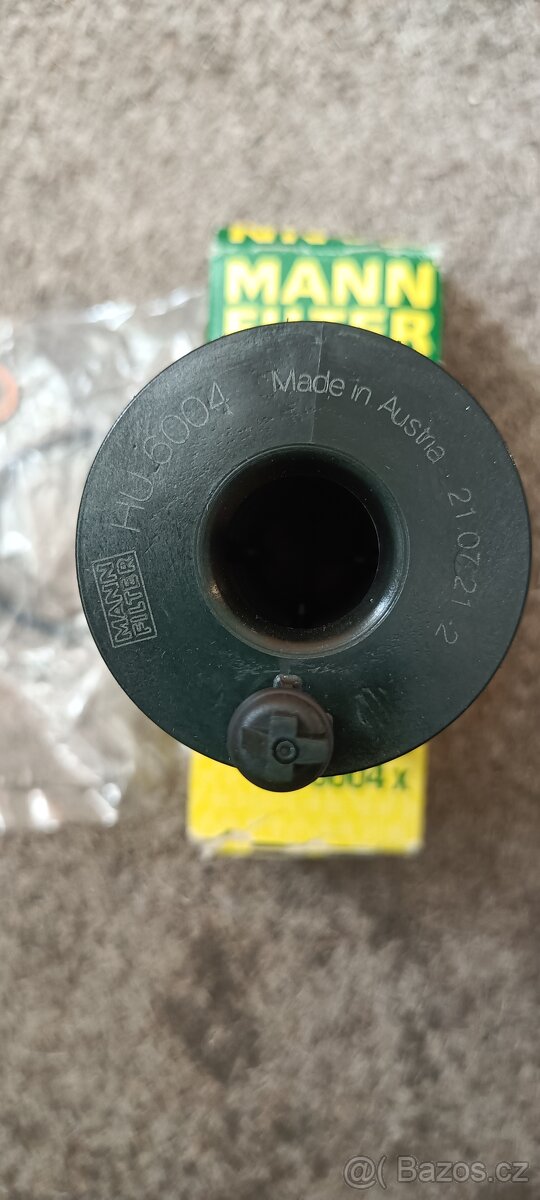 MANN
FILTER
MANN
FILTER
HU 6004
Made in Austria
210721 2
6004 x
© Bazos.cz